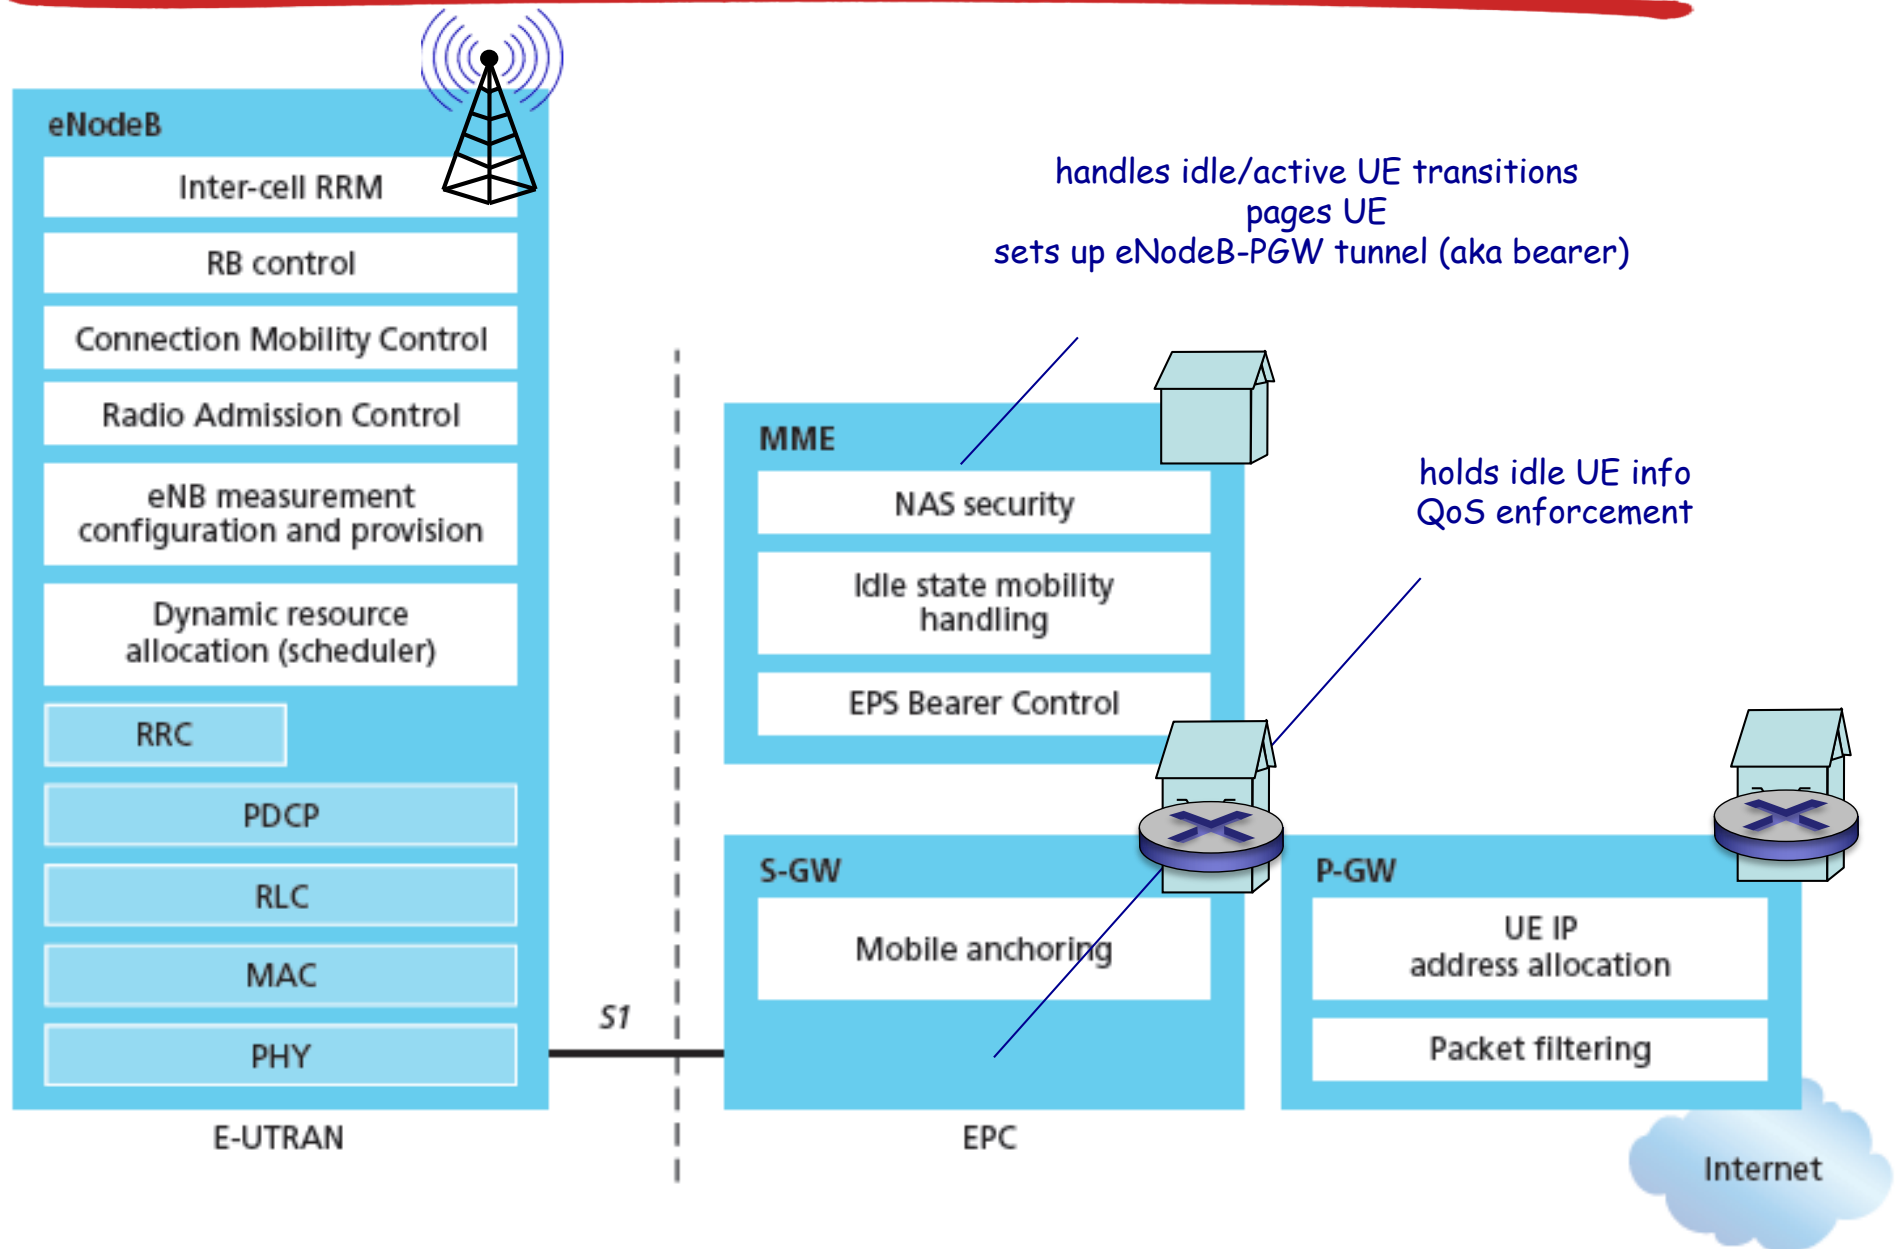 eNodeB
Inter-cell RRM
RB control
Connection Mobility Control
Radio Admission Control
eNB measurement
configuration and provision
Dynamic resource
allocation (scheduler)
RRC
PDCP
RLC
MAC
PHY
E-UTRAN
S1
handles idle/active UE transitions
pages UE
sets up eNodeB-PGW tunnel (aka bearer)
MME
NAS security
Idle state mobility
handling
EPS Bearer Control
holds idle UE info
QoS enforcement
S-GW
Mobile anchoring
EPC
P-GW
UE IP
address allocation
Packet filtering
Internet